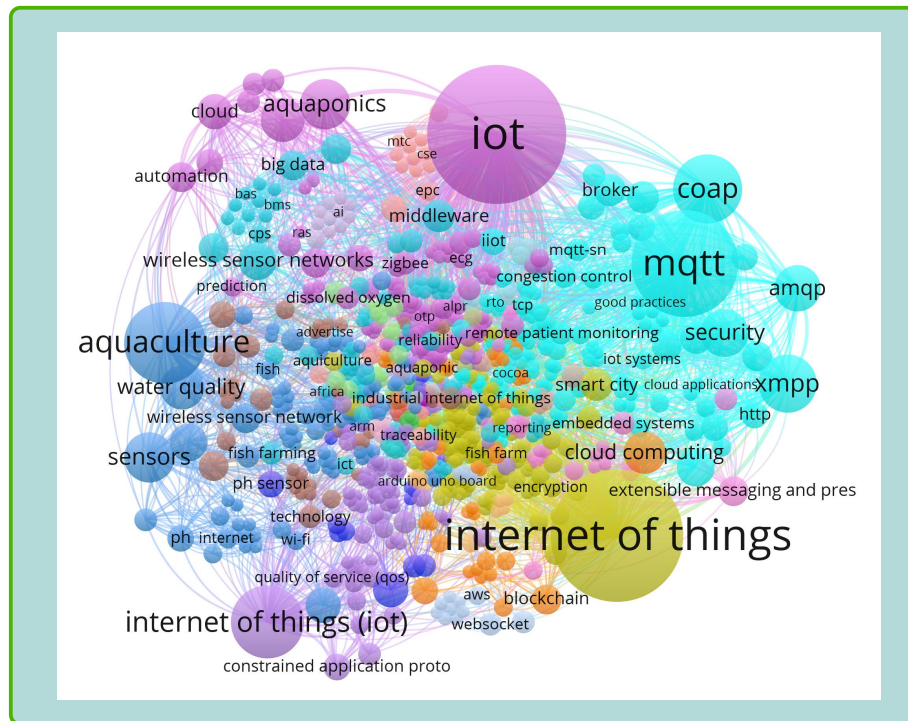 iot
cloud
aquaponics
mtc
cse
big data
automation
epc
bas
bms
ai
middleware
broker
coap
cps
ras
iiot
mqtt-sn
mqtt
wireless sensor networks
zigbee
ecg
congestion control
prediction
dissolved oxygen
amqp
rto
tcp
good practices
otp
alpr
advertise
reliability
remote patient monitoring
security
aquaculture
fish
aquiculture
aquaponic
cocoa
iot systems
water quality
africa
industrial internet of things
smart city
cloud applications
xmpp
wireless sensor network
arm
traceability
reporting
embedded systems
http
sensors
fish farming
ict
fish farm
cloud computing
ph sensor
arduino uno board
encryption
extensible messaging and pres
technology
ph
internet
wi-fi
internet of things
quality of service (qos)
aws
blockchain
internet of things (iot)
websocket
constrained application proto